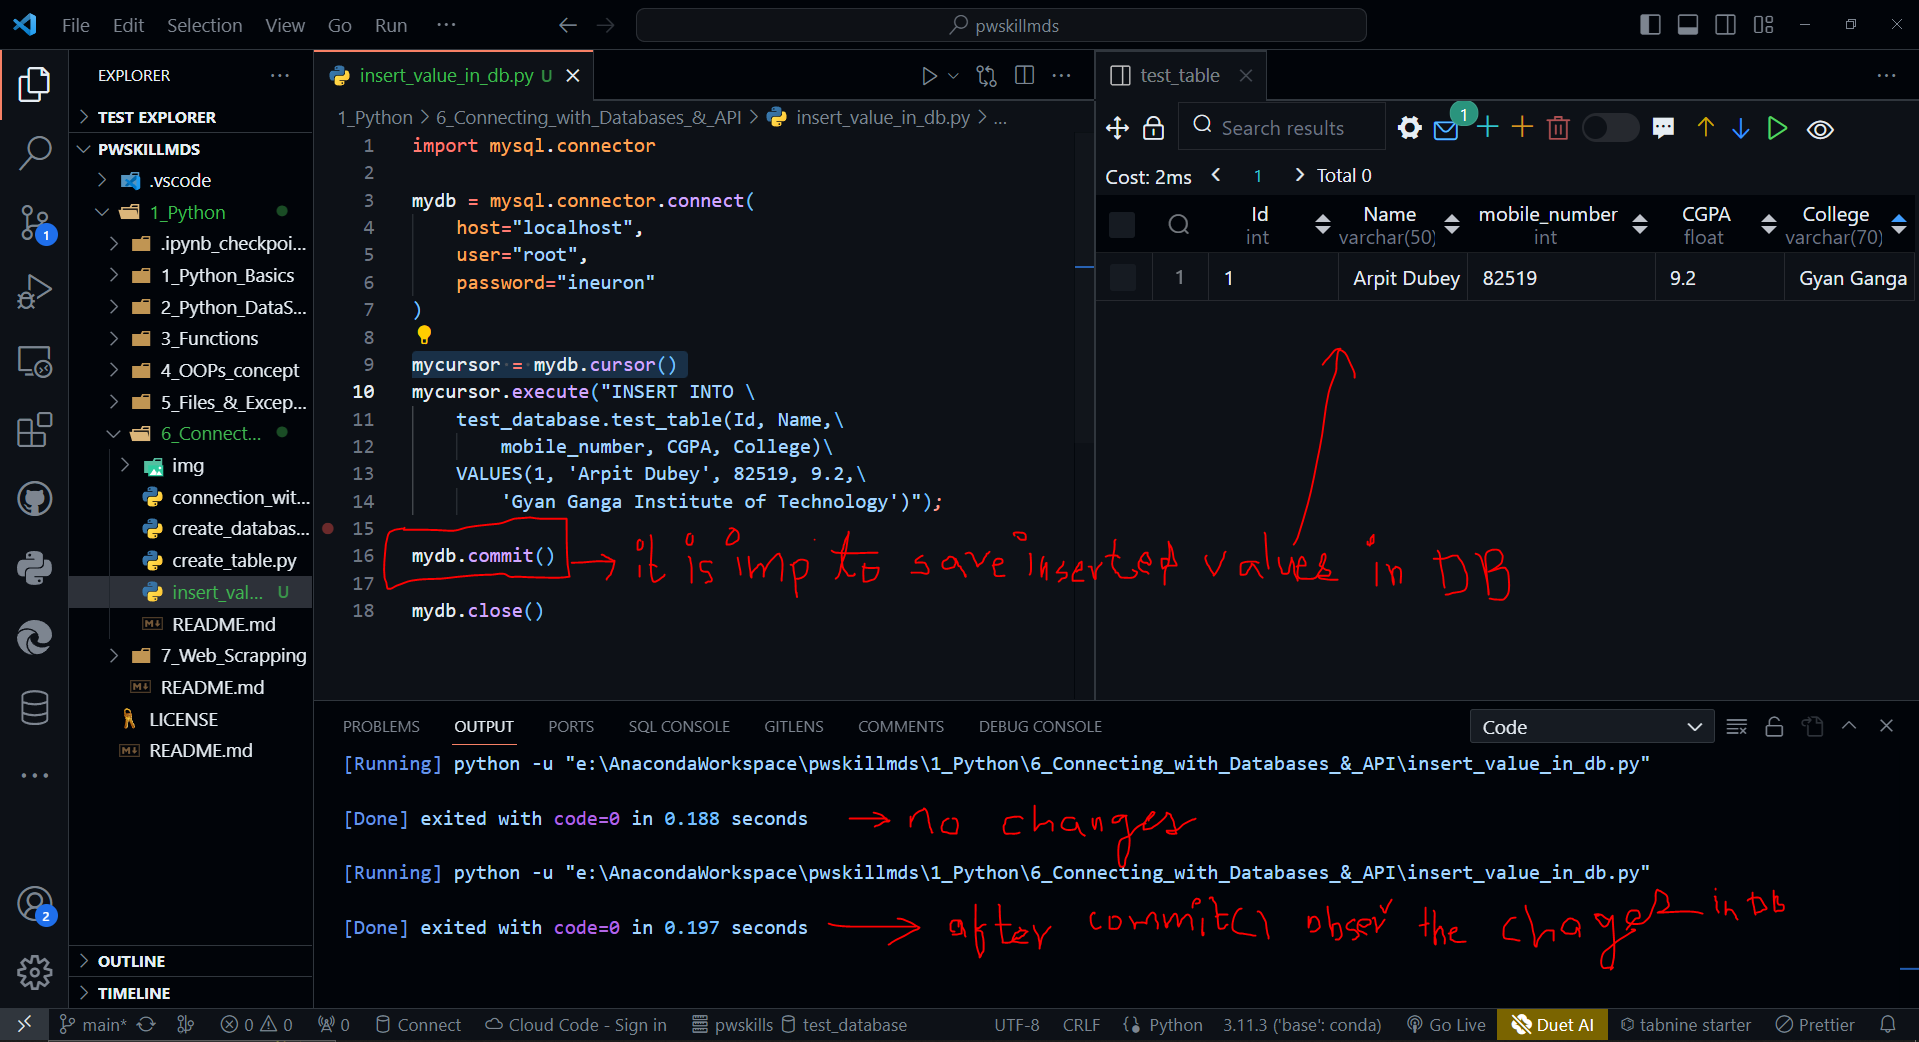 File Edit Selection View Go Run ··· pwskillmds
EXPLORER ···
TEST EXPLORER
PWSKILLMDS
.vscode
1_Python
.ipynb_checkpoi...
1_Python_Basics
2_Python_DataS...
3_Functions
4_OOPs_concept
5_Files_&_Excep...
6_Connect...
img
connection_wit...
create_databas...
create_table.py
insert_val... U
README.md
7_Web_Scrapping
README.md
LICENSE
README.md
OUTLINE
TIMELINE
1
2
insert_value_in_db.py U
1_Python > 6_Connecting_with_Databases_&_API > insert_value_in_db.py > ...
1 import mysql.connector
2
3 mydb = mysql.connector.connect(
4 host="localhost",
5 user="root",
6 password="ineuron"
7 )
8
9 mycursor = mydb.cursor()
10 mycursor.execute("INSERT INTO \
11 test_database.test_table(Id, Name,\
12 mobile_number, CGPA, College)\
13 VALUES(1, 'Arpit Dubey', 82519, 9.2,\
14 'Gyan Ganga Institute of Technology')");
15
16 mydb.commit() → it is imp to save inserted values in DB
17
18 mydb.close()
test_table
Search results 1
Cost: 2ms < 1 > Total 0
Id Name mobile_number CGPA College
int varchar(50) int float varchar(70)
1 1 Arpit Dubey 82519 9.2 Gyan Ganga
PROBLEMS OUTPUT PORTS SQL CONSOLE GITLENS COMMENTS DEBUG CONSOLE Code
[Running] python -u "e:\AnacondaWorkspace\pwskillmds\1_Python\6_Connecting_with_Databases_&_API\insert_value_in_db.py"
[Done] exited with code=0 in 0.188 seconds → no changes
[Running] python -u "e:\AnacondaWorkspace\pwskillmds\1_Python\6_Connecting_with_Databases_&_API\insert_value_in_db.py"
[Done] exited with code=0 in 0.197 seconds → after commit() obser the chages in DB
main* 0 0 0 Connect Cloud Code - Sign in pwskills test_database UTF-8 CRLF {} Python 3.11.3 ('base': conda) Go Live Duet AI tabnine starter Prettier